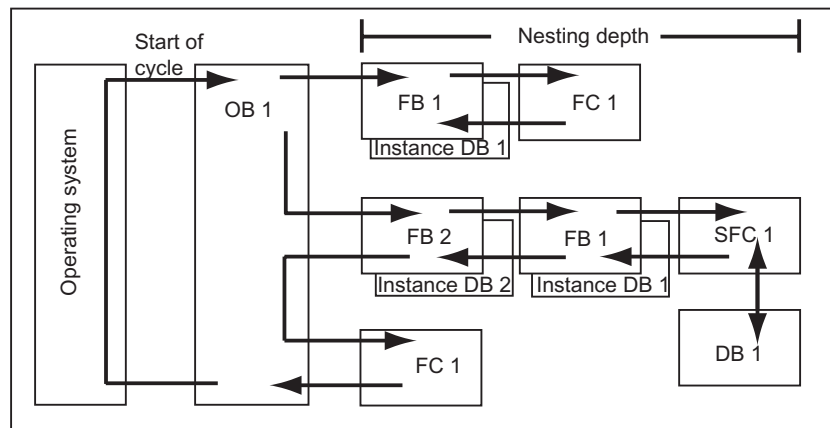 Start of
cycle
Nesting depth
Operating system
OB 1
FB 1
FC 1
Instance DB 1
FB 2
FB 1
SFC 1
Instance DB 2
Instance DB 1
FC 1
DB 1